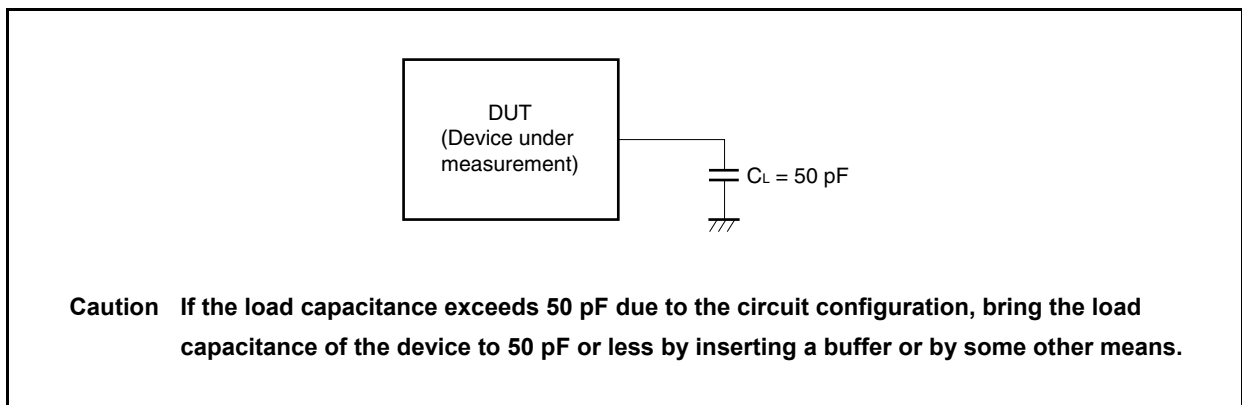 DUT
(Device under
measurement)
CL = 50 pF
Caution If the load capacitance exceeds 50 pF due to the circuit configuration, bring the load
capacitance of the device to 50 pF or less by inserting a buffer or by some other means.